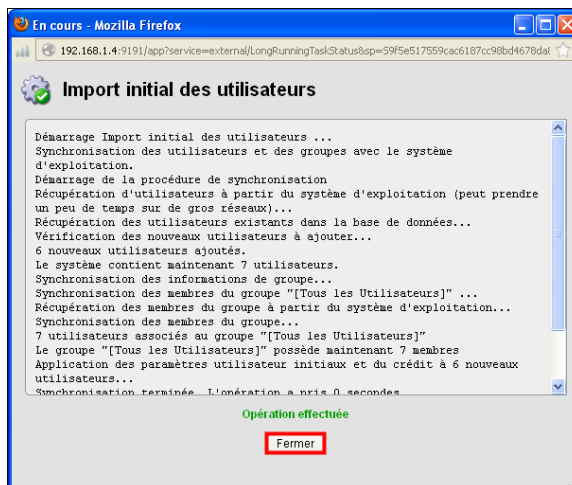 En cours - Mozilla Firefox
192.168.1.4:9191/app?service=external/LongRunningTaskStatus&sp=S9f5e517559cac6187cc98bd4678da
Import initial des utilisateurs
Démarrage Import initial des utilisateurs ...
Synchronisation des utilisateurs et des groupes avec le système
d'exploitation.
Démarrage de la procédure de synchronisation
Récupération d'utilisateurs à partir du système d'exploitation (peut prendre
un peu de temps sur de gros réseaux)...
Récupération des utilisateurs existants dans la base de données...
Vérification des nouveaux utilisateurs à ajouter...
6 nouveaux utilisateurs ajoutés.
Le système contient maintenant 7 utilisateurs.
Synchronisation des informations de groupe...
Synchronisation des membres du groupe "[Tous les Utilisateurs]" ...
Récupération des membres du groupe à partir du système d'exploitation...
Synchronisation des membres du groupe...
7 utilisateurs associés au groupe "[Tous les Utilisateurs]"
Le groupe "[Tous les Utilisateurs]" possède maintenant 7 membres
Application des paramètres utilisateur initiaux et du crédit à 6 nouveaux
utilisateurs...
Synchronisation terminée. L'opération a pris 0 secondes
Opération effectuée
Fermer